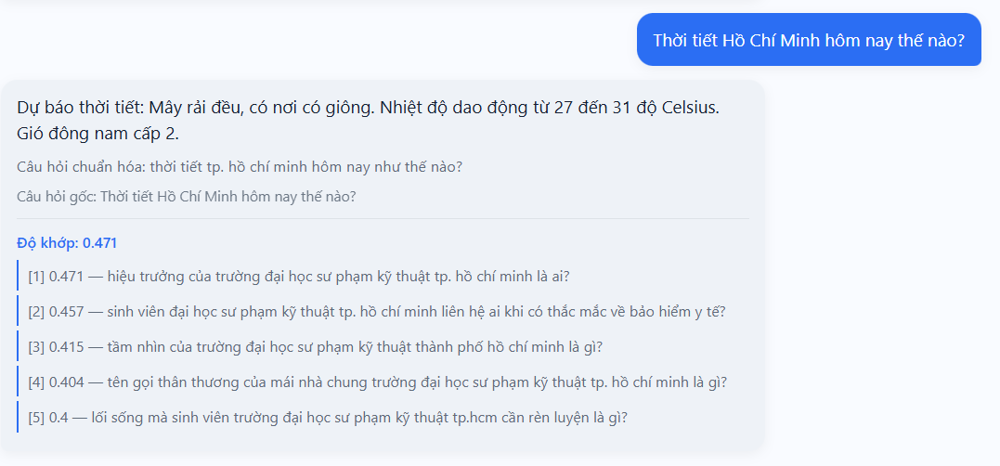 Thời tiết Hồ Chí Minh hôm nay thế nào?
Dự báo thời tiết: Mây rải đều, có nơi có giông. Nhiệt độ dao động từ 27 đến 31 độ Celsius.
Gió đông nam cấp 2.
Câu hỏi chuẩn hóa: thời tiết tp. hồ chí minh hôm nay như thế nào?
Câu hỏi gốc: Thời tiết Hồ Chí Minh hôm nay thế nào?
Độ khớp: 0.471
[1] 0.471 — hiệu trưởng của trường đại học sư phạm kỹ thuật tp. hồ chí minh là ai?
[2] 0.457 — sinh viên đại học sư phạm kỹ thuật tp. hồ chí minh liên hệ ai khi có thắc mắc về bảo hiểm y tế?
[3] 0.415 — tầm nhìn của trường đại học sư phạm kỹ thuật thành phố hồ chí minh là gì?
[4] 0.404 — tên gọi thân thương của mái nhà chung trường đại học sư phạm kỹ thuật tp. hồ chí minh là gì?
[5] 0.4 — lối sống mà sinh viên trường đại học sư phạm kỹ thuật tp.hcm cần rèn luyện là gì?